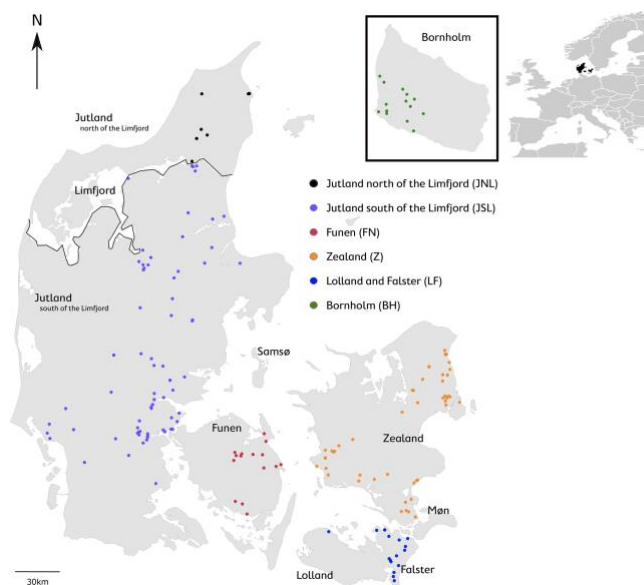 N
Bornholm
Jutland
north of the Limfjord
Limfjord
Jutland north of the Limfjord (JNL)
Jutland south of the Limfjord (JSL)
Funen (FN)
Zealand (Z)
Lolland and Falster (LF)
Bornholm (BH)
Jutland
south of the Limfjord
Samsø
Funen
Zealand
Møn
Lolland
Falster
30km